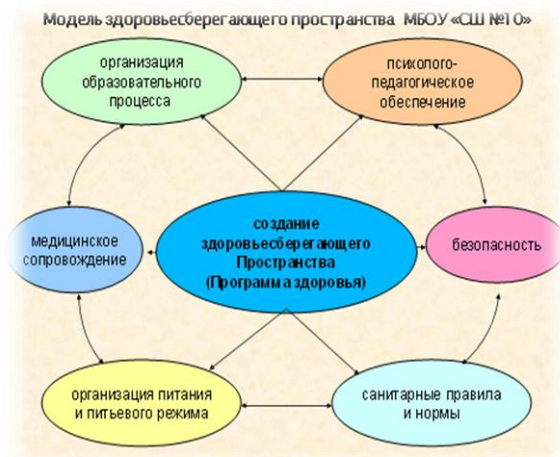 Модель здоровьесберегающего пространства МБОУ «СШ №10»
организация
образовательного
процесса
психолого-
педагогическое
обеспечение
медицинское
сопровождение
создание
здоровьесберегающего
Пространства
(Программа здоровья)
безопасность
организация питания
и питьевого режима
санитарные правила
и нормы